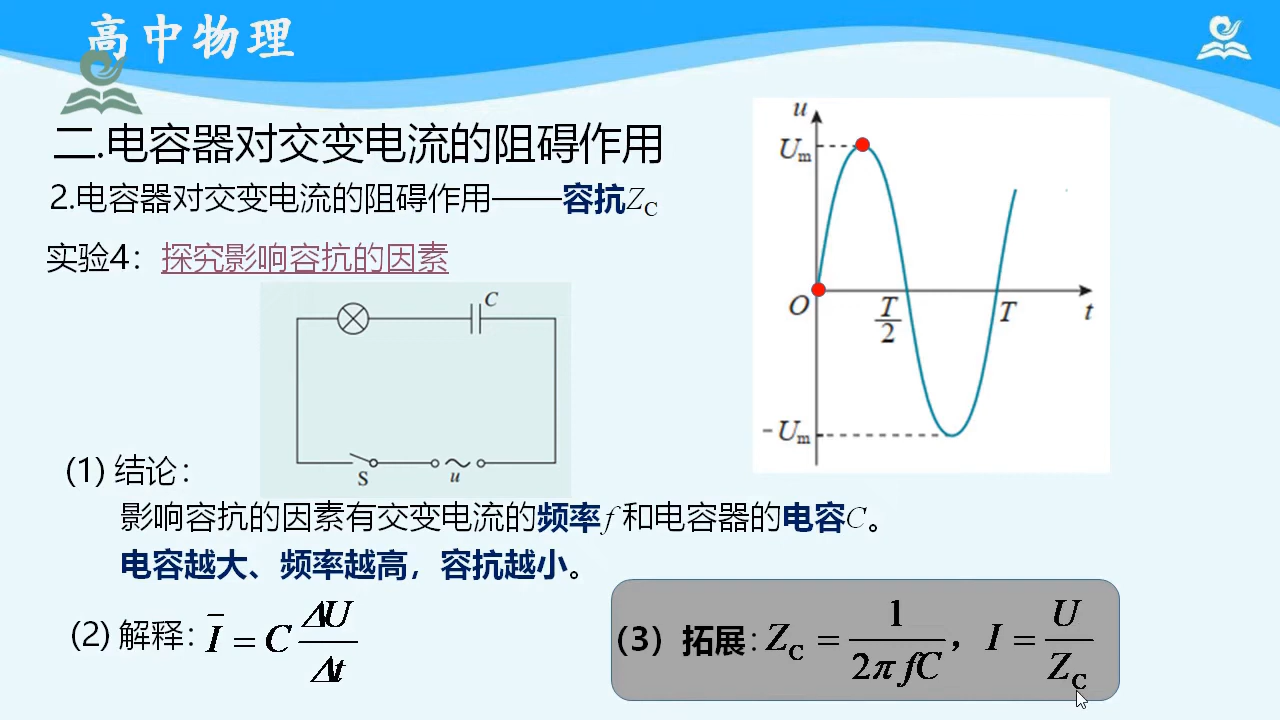 高中物理
二.电容器对交变电流的阻碍作用
2.电容器对交变电流的阻碍作用——容抗Z_C
实验4：探究影响容抗的因素
C
S
u
u
U_m
O
T/2
T
t
-U_m
(1) 结论：
影响容抗的因素有交变电流的频率f 和电容器的电容C。
电容越大、频率越高，容抗越小。
(2) 解释： Ī = C ΔU/Δt
（3）拓展: Z_C = 1/2π fC， I = U/Z_C